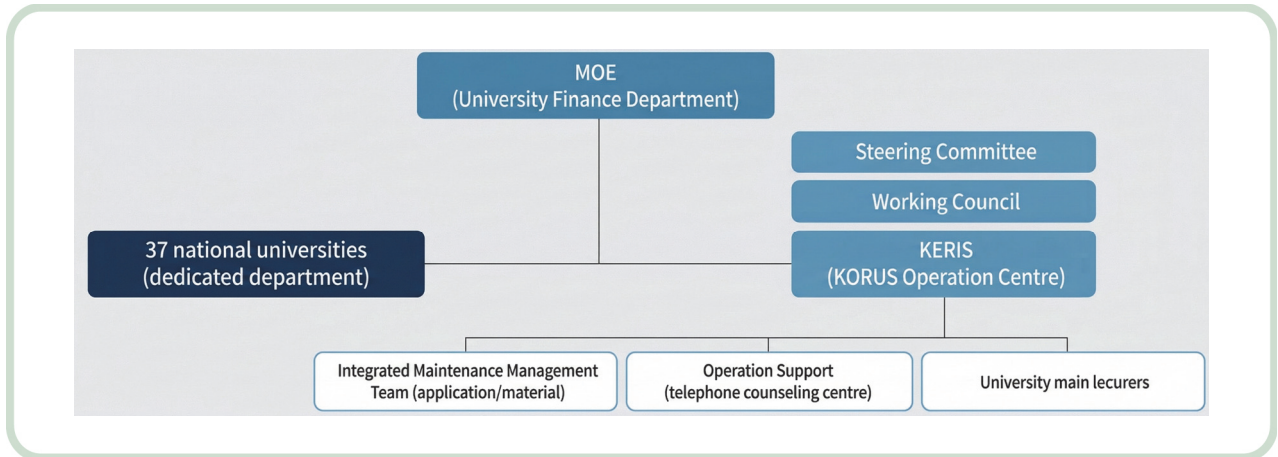 MOE
(University Finance Department)
Steering Committee
Working Council
37 national universities
(dedicated department)
KERIS
(KORUS Operation Centre)
Integrated Maintenance Management
Team (application/material)
Operation Support
(telephone counseling centre)
University main lecurers